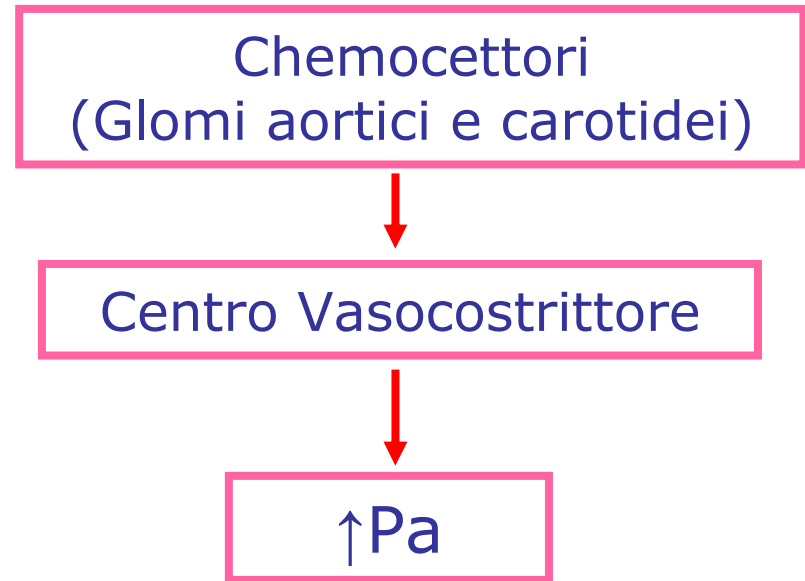 Chemocettori
(Glomi aortici e carotidei)
Centro Vasocostrittore
↑Pa